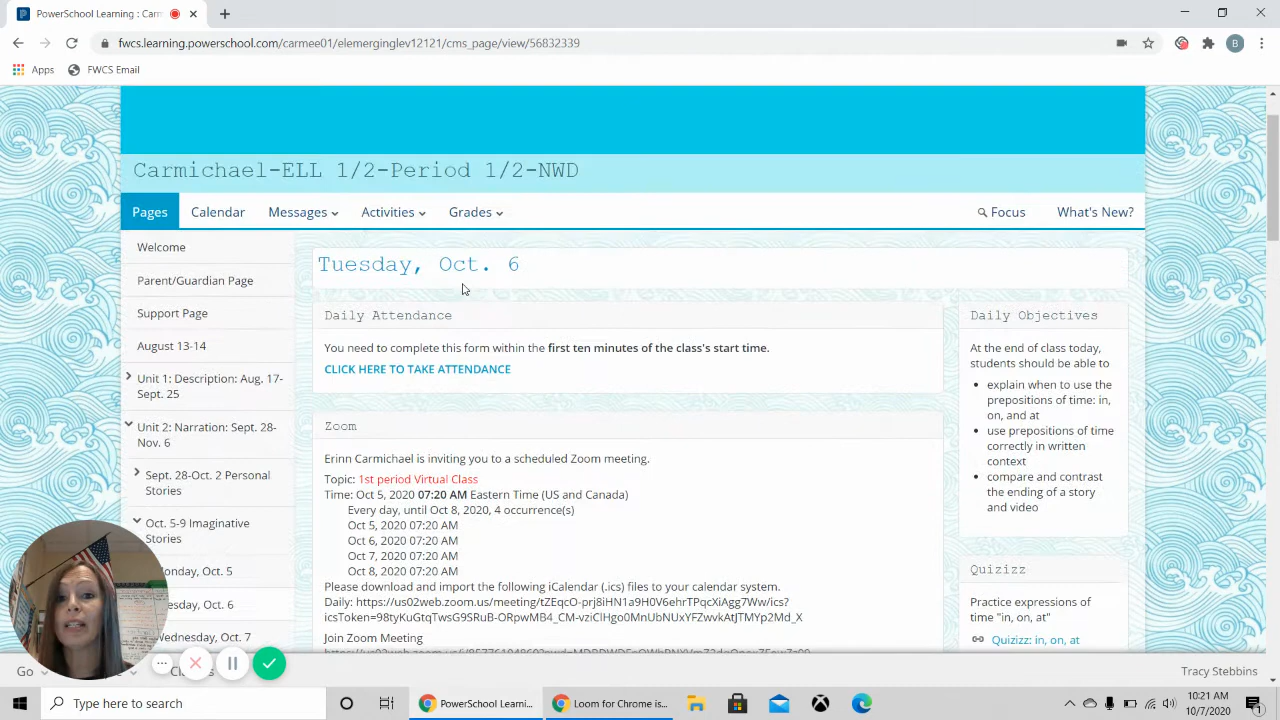 PowerSchool Learning : Carm
fwcs.learning.powerschool.com/carmee01/elemerginglev12121/cms_page/view/56832339
B
Apps
FWCS Email
Carmichael-ELL 1/2-Period 1/2-NWD
Pages
Calendar
Messages
Activities
Grades
Focus
What's New?
Welcome
Parent/Guardian Page
Support Page
August 13-14
Unit 1: Description: Aug. 17-
Sept. 25
Unit 2: Narration: Sept. 28-
Nov. 6
Sept. 28-Oct. 2 Personal
Stories
Oct. 5-9 Imaginative
Stories
onday, Oct. 5
esday, Oct. 6
Wednesday, Oct. 7
Tuesday, Oct. 6
Daily Attendance
You need to complete this form within the first ten minutes of the class's start time.
CLICK HERE TO TAKE ATTENDANCE
Zoom
Erinn Carmichael is inviting you to a scheduled Zoom meeting.
Topic: 1st period Virtual Class
Time: Oct 5, 2020 07:20 AM Eastern Time (US and Canada)
Every day, until Oct 8, 2020, 4 occurrence(s)
Oct 5, 2020 07:20 AM
Oct 6, 2020 07:20 AM
Oct 7, 2020 07:20 AM
Oct 8, 2020 07:20 AM
Please download and import the following iCalendar (.ics) files to your calendar system.
Daily: https://us02web.zoom.us/meeting/tZEqcO-prj8iHN1a9H0V6ehrTPqcXiAgg7Ww/ics?
icsToken=98tyKuGtqTwsG9SRuB-ORpwMB4_CM-vziClHgo0MnUbNUxYFZwvkAtJTMYp2Md_X
Join Zoom Meeting
Daily Objectives
At the end of class today,
students should be able to
explain when to use the
prepositions of time: in,
on, and at
use prepositions of time
correctly in written
context
compare and contrast
the ending of a story
and video
Quizizz
Practice expressions of
time "in, on, at"
Quizizz: in, on, at
Go
Tracy Stebbins
Type here to search
PowerSchool Learning...
Loom for Chrome is...
10:21 AM
10/7/2020
1